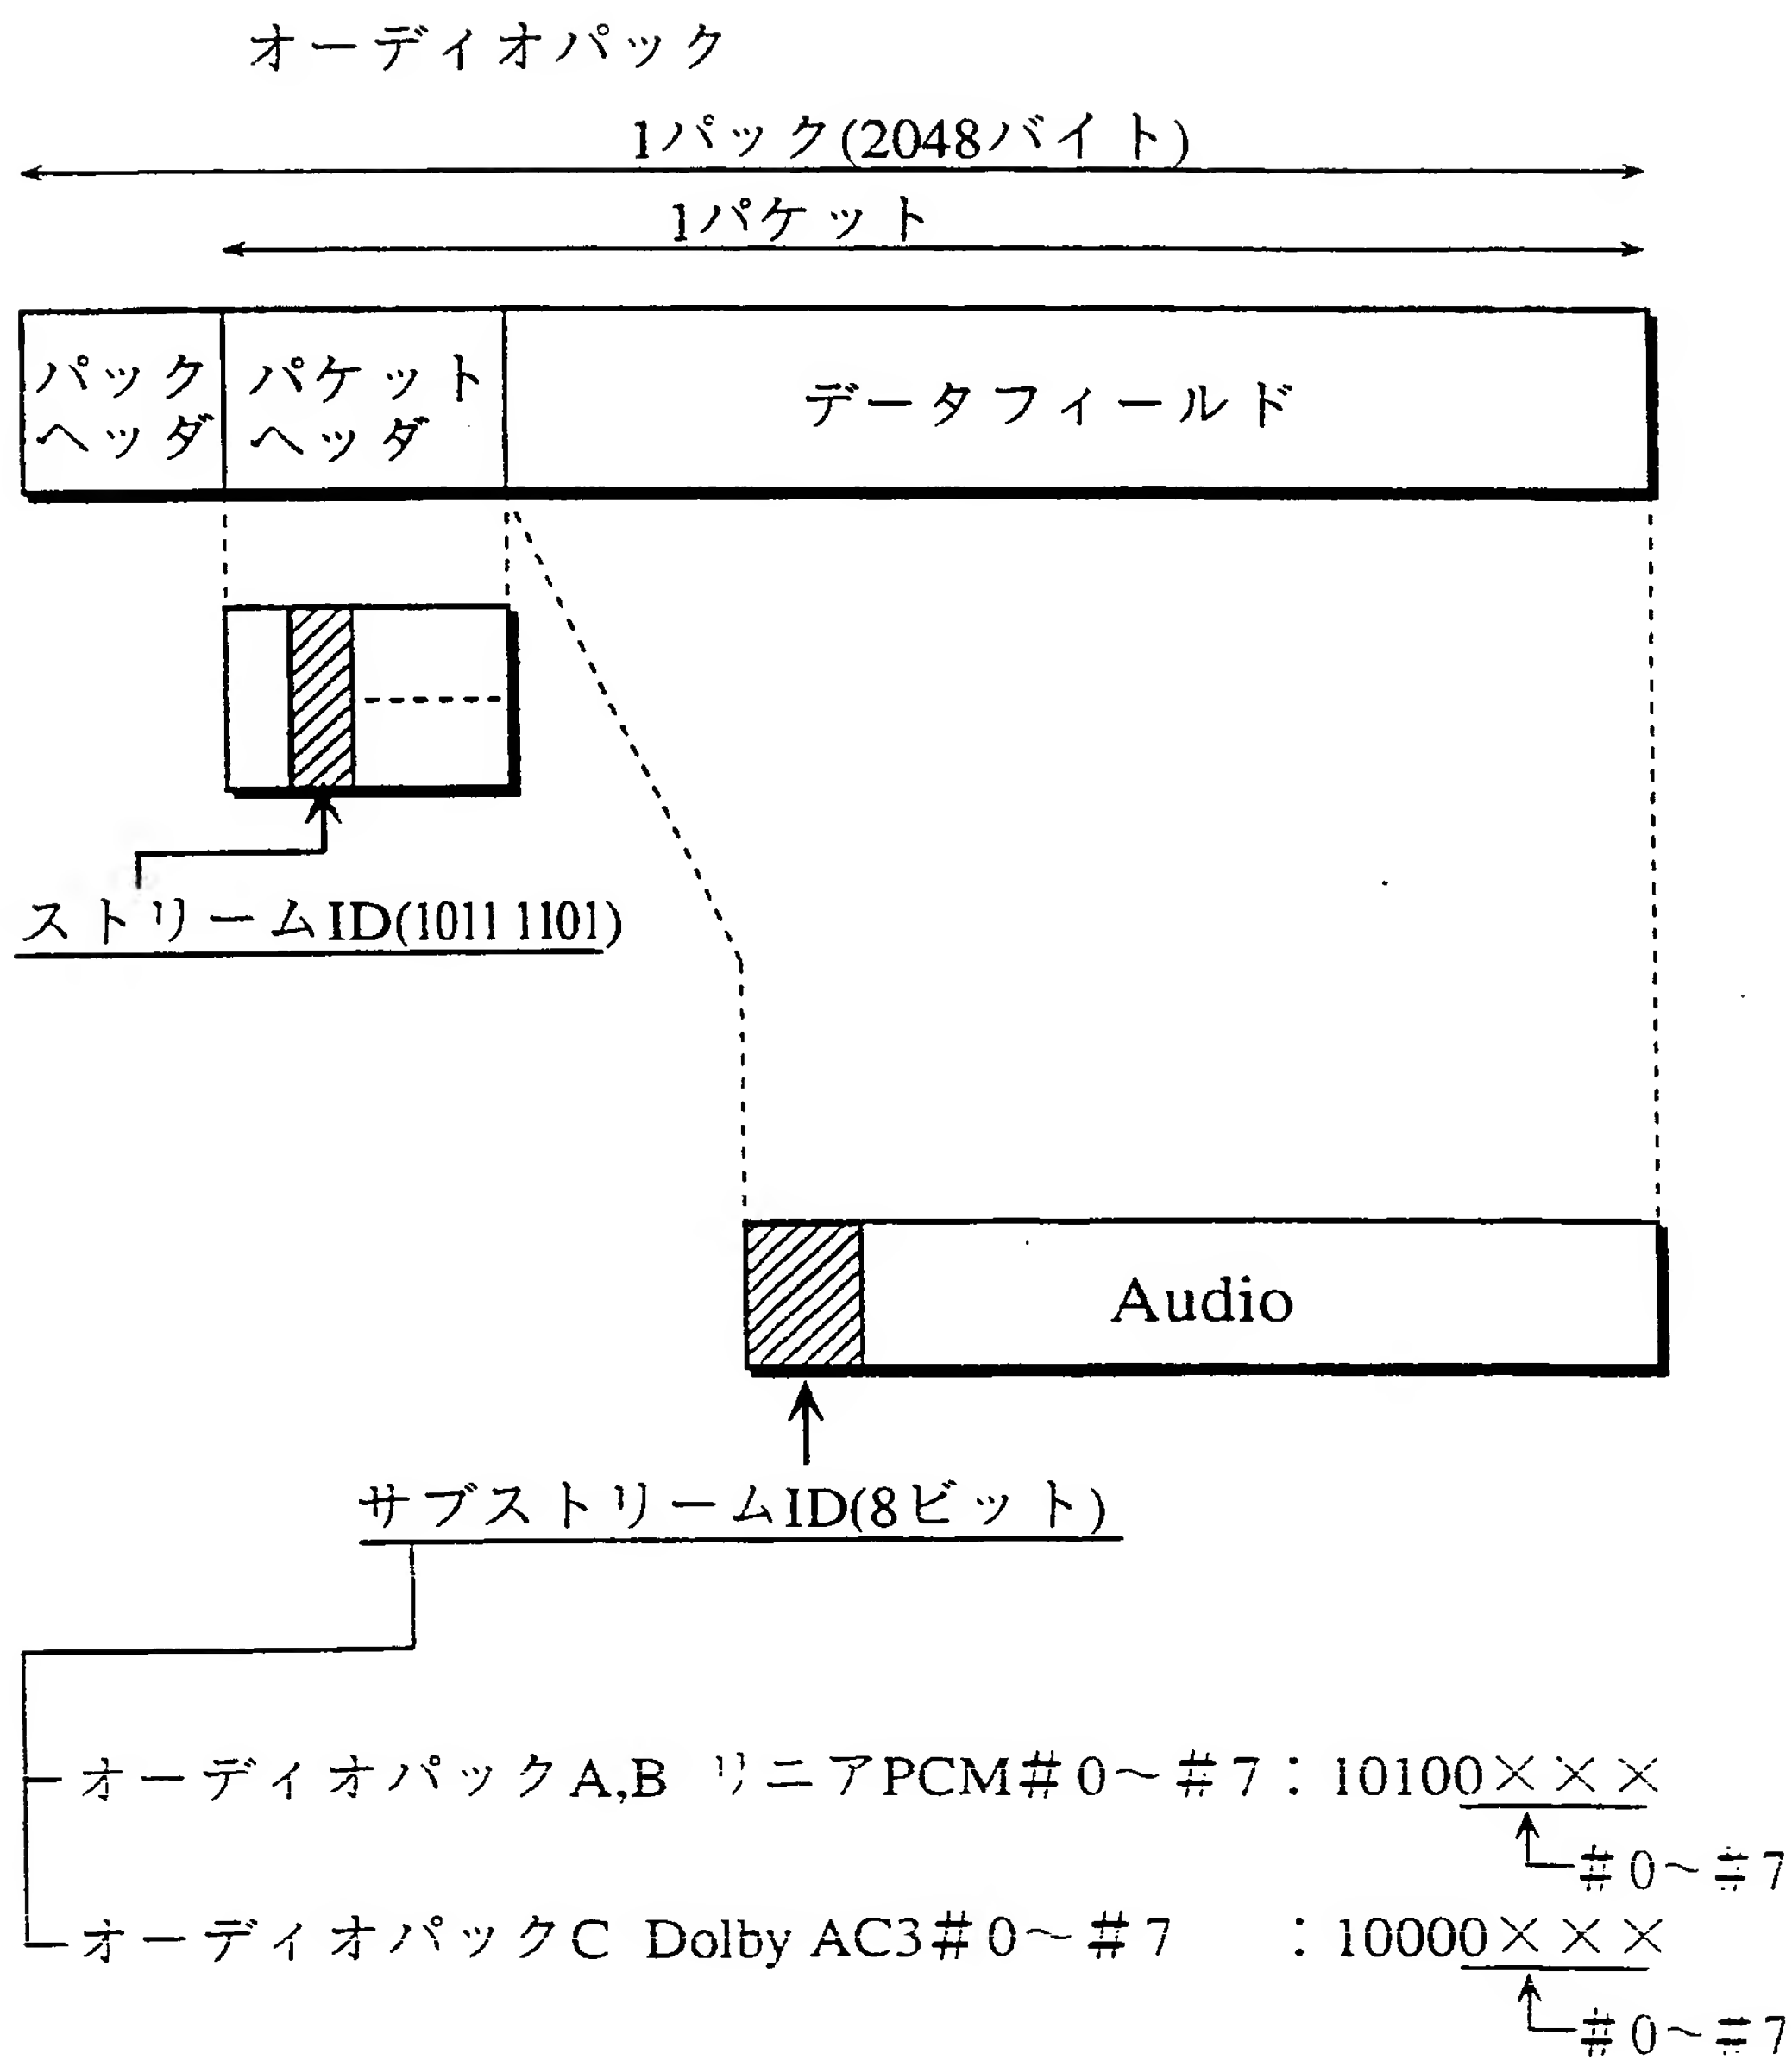 オーディオパック
1パック(2048バイト)
1パケット
パック
ヘッダ
パケット
ヘッダ
データフィールド
ストリームID(1011 1101)
Audio
サブストリームID(8ビット)
オーディオパックA,B リニアPCM#0~#7:10100×××
#0~#7
オーディオパックC Dolby AC3#0~#7 :10000×××
#0~#7